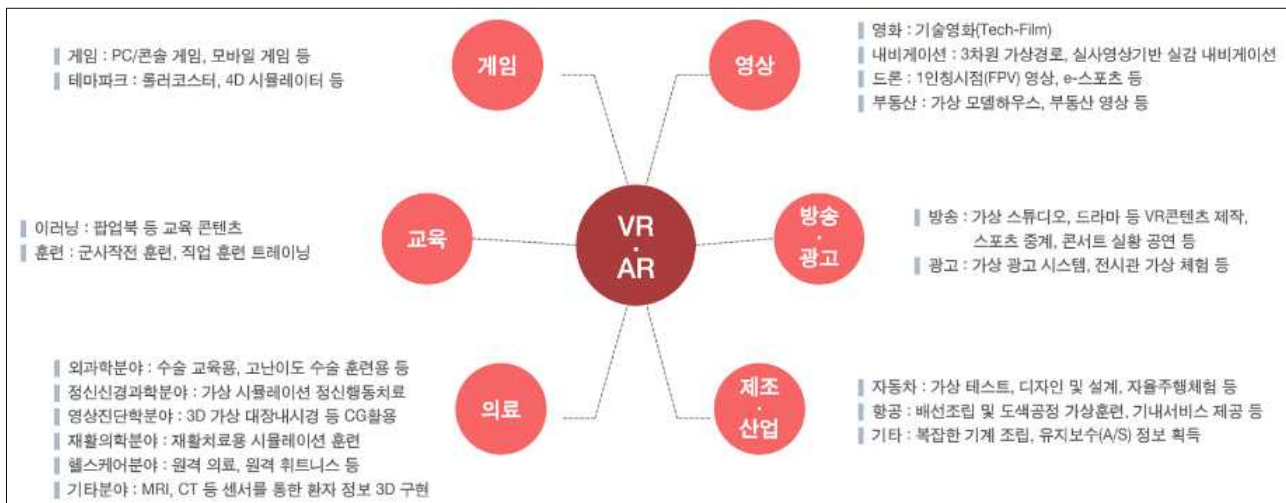 게임
게임 : PC/콘솔 게임, 모바일 게임 등
테마파크 : 롤러코스터, 4D 시뮬레이터 등
영상
영화 : 기술영화(Tech-Film)
내비게이션 : 3차원 가상경로, 실사영상기반 실감 내비게이션
드론 : 1인칭시점(FPV) 영상, e-스포츠 등
부동산 : 가상 모델하우스, 부동산 영상 등
VR
·
AR
교육
이러닝 : 팝업북 등 교육 콘텐츠
훈련 : 군사작전 훈련, 직업 훈련 트레이닝
방송
·
광고
방송 : 가상 스튜디오, 드라마 등 VR콘텐츠 제작,
스포츠 중계, 콘서트 실황 공연 등
광고 : 가상 광고 시스템, 전시관 가상 체험 등
의료
외과학분야 : 수술 교육용, 고난이도 수술 훈련용 등
정신신경과학분야 : 가상 시뮬레이션 정신행동치료
영상진단학분야 : 3D 가상 대장내시경 등 CG활용
재활의학분야 : 재활치료용 시뮬레이션 훈련
헬스케어분야 : 원격 의료, 원격 휘트니스 등
기타분야 : MRI, CT 등 센서를 통한 환자 정보 3D 구현
제조
·
산업
자동차 : 가상 테스트, 디자인 및 설계, 자율주행체험 등
항공 : 배선조립 및 도색공정 가상훈련, 기내서비스 제공 등
기타 : 복잡한 기계 조립, 유지보수(A/S) 정보 획득